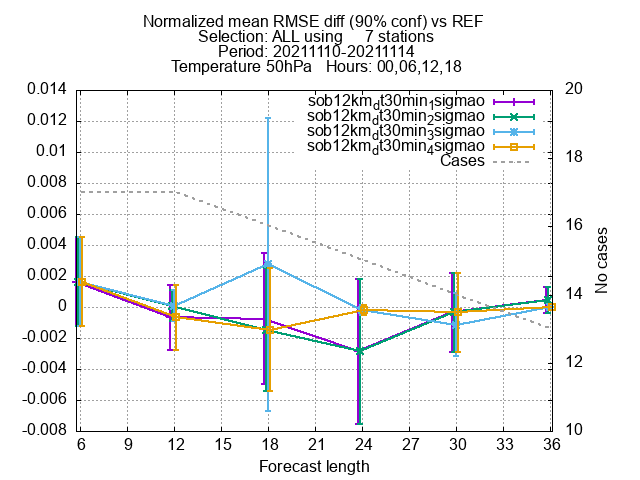 Normalized mean RMSE diff (90% conf) vs REF
Selection: ALL using     7 stations
Period: 20211110-20211114
Temperature 50hPa   Hours: 00,06,12,18
sob12km_dt30min_1sigmao
sob12km_dt30min_2sigmao
sob12km_dt30min_3sigmao
sob12km_dt30min_4sigmao
Cases
0.014
0.012
0.01
0.008
0.006
0.004
0.002
0
-0.002
-0.004
-0.006
-0.008
20
18
16
14
12
10
No cases
6 9 12 15 18 21 24 27 30 33 36
Forecast length